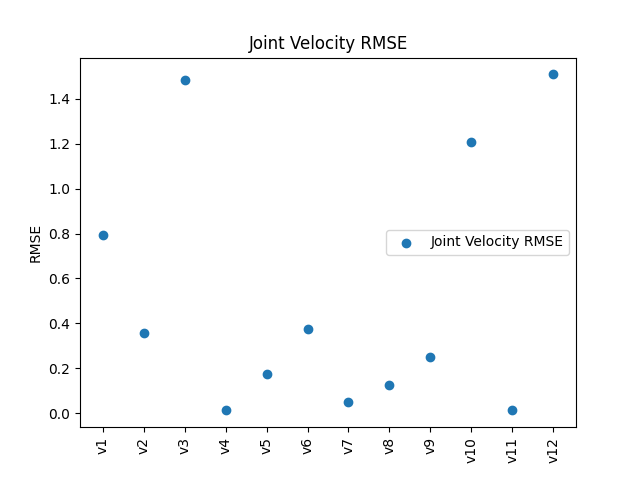 Joint Velocity RMSE
1.4
1.2
1.0
0.8
0.6
0.4
0.2
0.0
RMSE
Joint Velocity RMSE
v1
v2
v3
v4
v5
v6
v7
v8
v9
v10
v11
v12